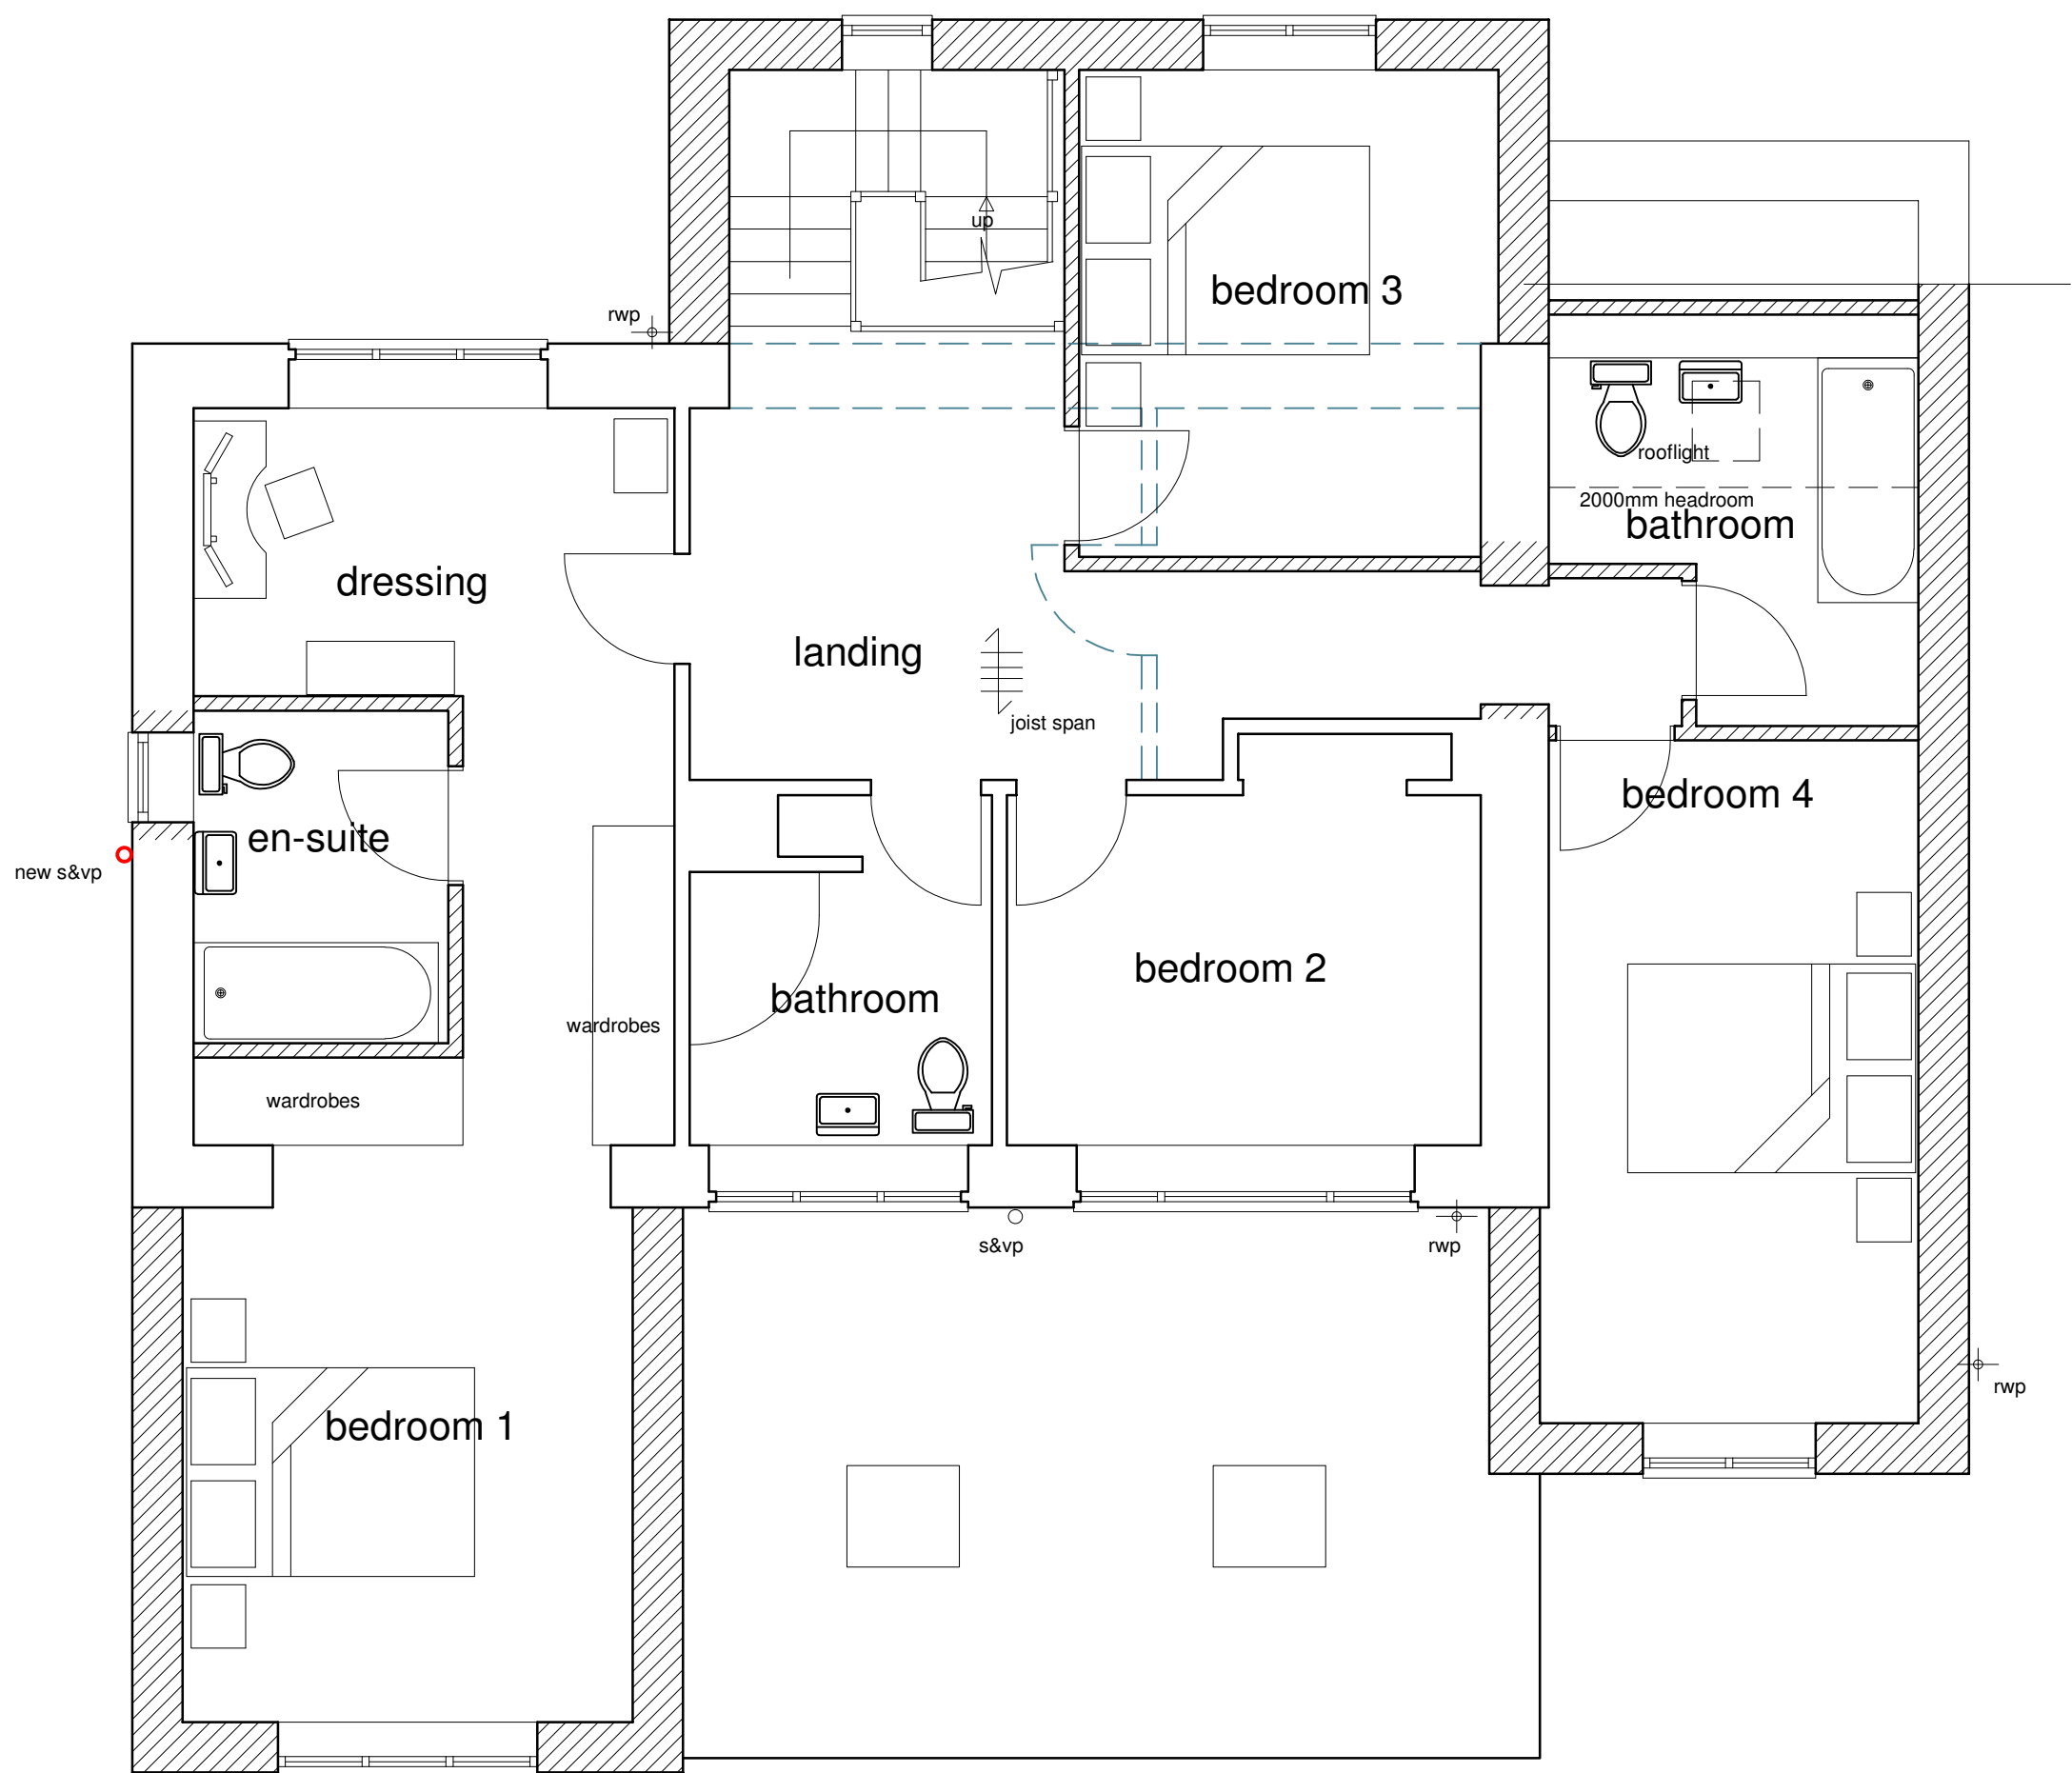 up
bedroom 3
rwp
rooflight
2000mm headroom
bathroom
dressing
landing
joist span
bedroom 4
en-suite
new s&vp
bedroom 2
bathroom
wardrobes
wardrobes
s&vp
rwp
rwp
bedroom 1